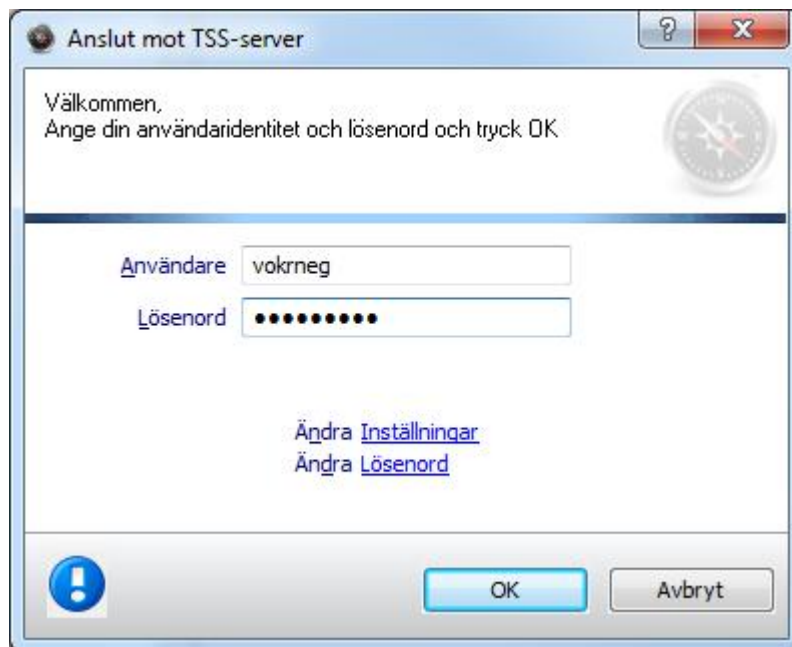 Anslut mot TSS-server
Välkommen,
Ange din användaridentitet och lösenord och tryck OK
Användare vokrneg
Lösenord ●●●●●●●●●
Ändra Inställningar
Ändra Lösenord
OK Avbryt